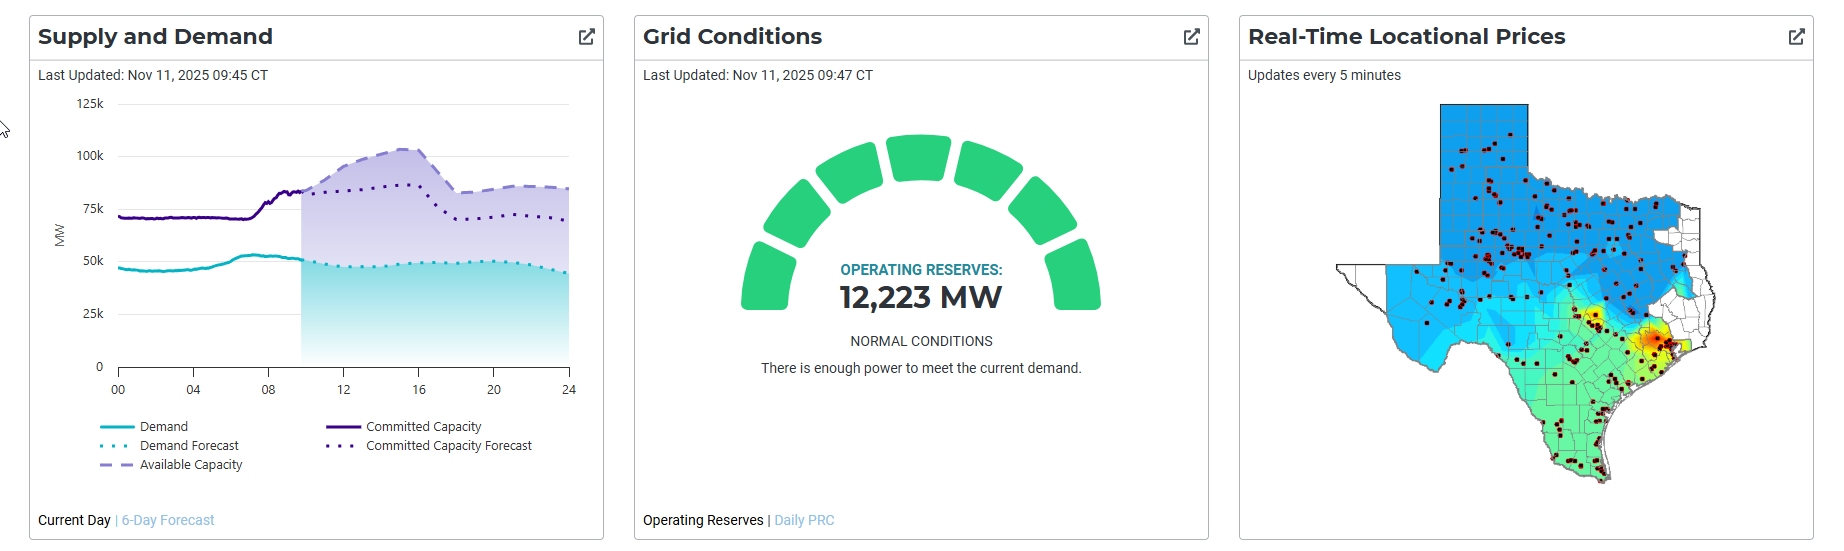 Supply and Demand
Last Updated: Nov 11, 2025 09:45 CT
125k
100k
75k
50k
25k
0
MW
00 04 08 12 16 20 24
Demand
Committed Capacity
Demand Forecast
Committed Capacity Forecast
Available Capacity
Current Day | 6-Day Forecast
Grid Conditions
Last Updated: Nov 11, 2025 09:47 CT
OPERATING RESERVES:
12,223 MW
NORMAL CONDITIONS
There is enough power to meet the current demand.
Operating Reserves | Daily PRC
Real-Time Locational Prices
Updates every 5 minutes